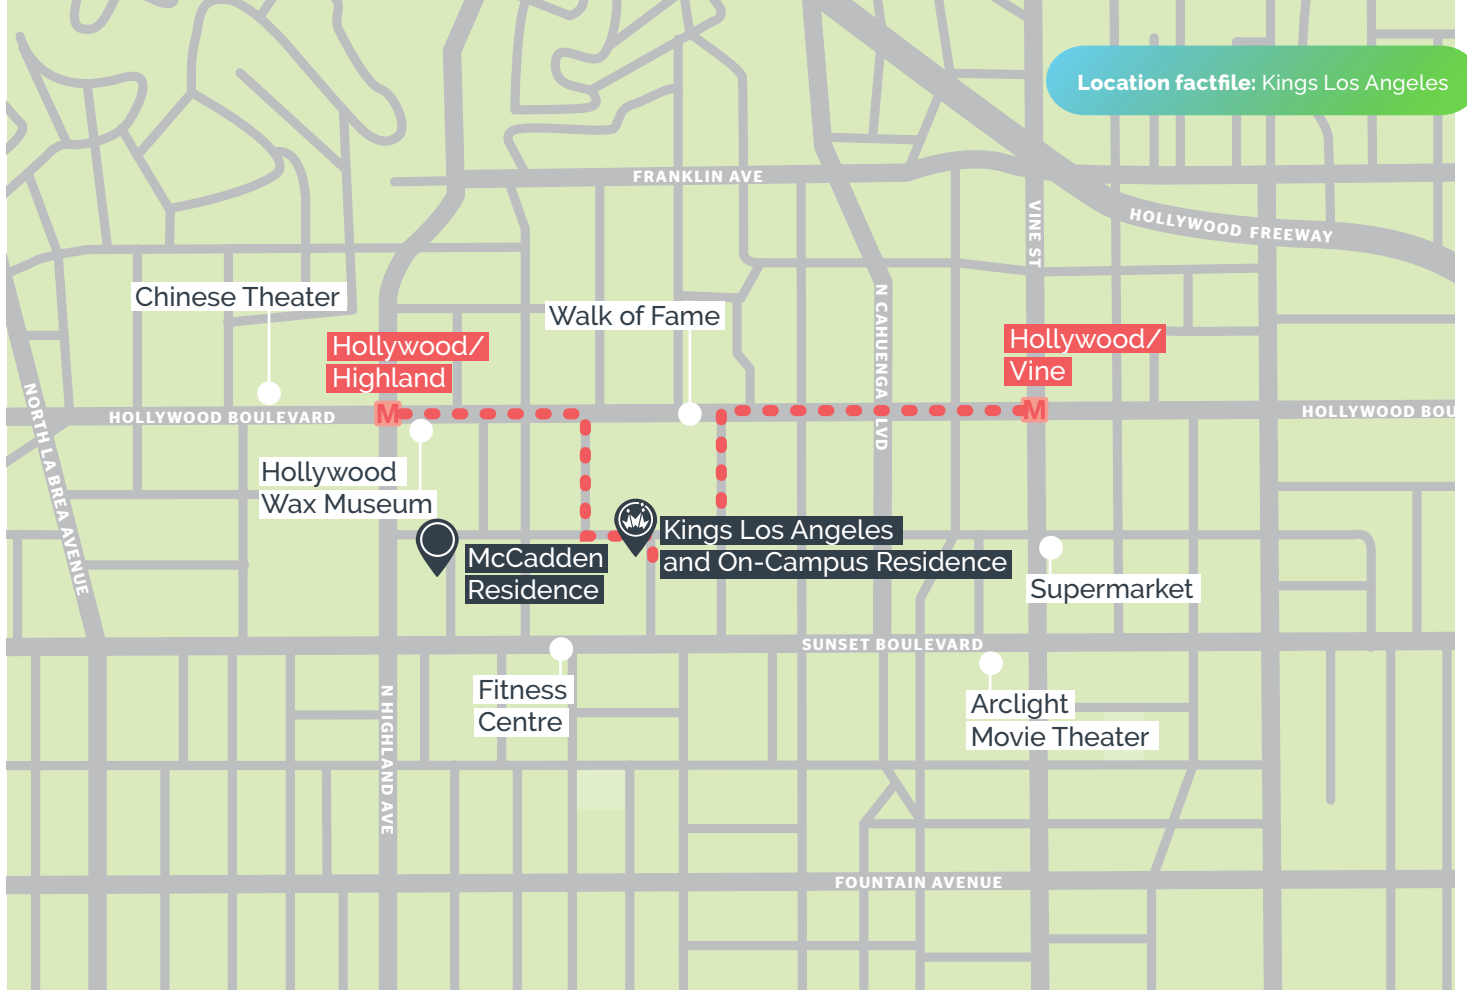 Location factfile: Kings Los Angeles
FRANKLIN AVE
VINE ST
HOLLYWOOD FREEWAY
Chinese Theater
Walk of Fame
N CAHUENGA
LVD
Hollywood/
Highland
Hollywood/
Vine
NORTH LA BREA AVENUE
HOLLYWOOD BOULEVARD
M
M
HOLLYWOOD BOU
Hollywood
Wax Museum
Kings Los Angeles
and On-Campus Residence
McCadden
Residence
Supermarket
SUNSET BOULEVARD
Fitness
Centre
N HIGHLAND AVE
Arclight
Movie Theater
FOUNTAIN AVENUE